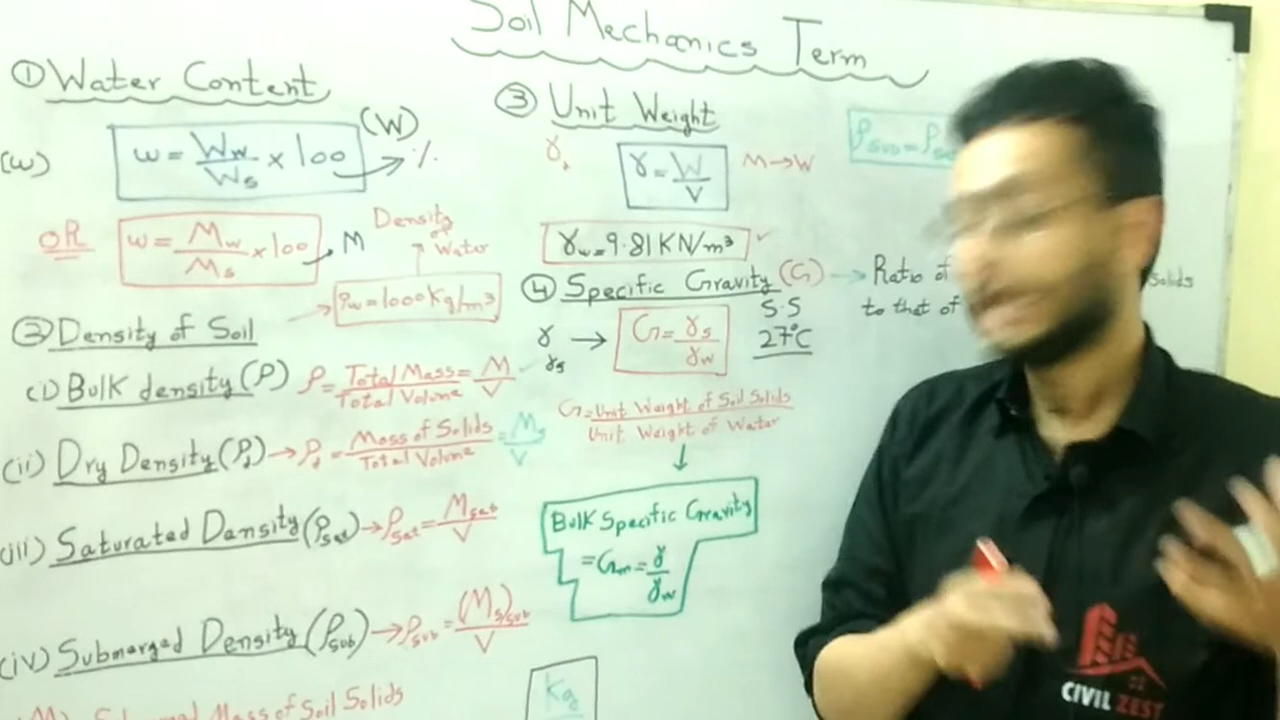 Soil Mechanics Term
① Water Content
(w)
w = Ww/Ws × 100 (W) → %
OR w = Mw/Ms × 100 → M
Density of Water
ρw = 1000 Kg/m³
② Density of Soil
(i) Bulk density (ρ) ρ = Total Mass/Total Volume = M/V
(ii) Dry Density (ρd) → ρd = Mass of Solids/Total Volume = Ms/V
(iii) Saturated Density (ρsat) → ρsat = Msat/V
(iv) Submerged Density (ρsub) → ρsub = (Ms)sub/V
Mass of Soil Solids
③ Unit Weight
γ γ = W/V M → W
γw = 9.81 KN/m³
④ Specific Gravity (G) → Ratio of
Solids
to that of
S.S
27°C
γ → G = γs/γw
γs
G = Unit Weight of Soil Solids/Unit Weight of Water
↓
Bulk Specific Gravity
= Gm = γ/γw
Kg
ρsub =
CIVIL ZEST